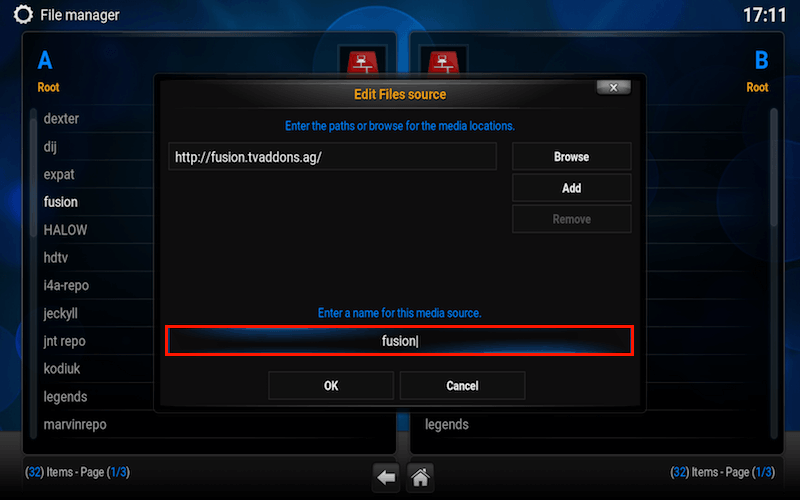 File manager
17:11
A
B
Root
Root
Edit Files source
Enter the paths or browse for the media locations.
http://fusion.tvaddons.ag/
Browse
Add
Remove
Enter a name for this media source.
fusion
OK
Cancel
dexter
dij
expat
fusion
HALOW
hdtv
i4a-repo
jeckyll
jnt repo
kodiuk
legends
marvinrepo
legends
(32) Items - Page (1/3)
(32) Items - Page (1/3)